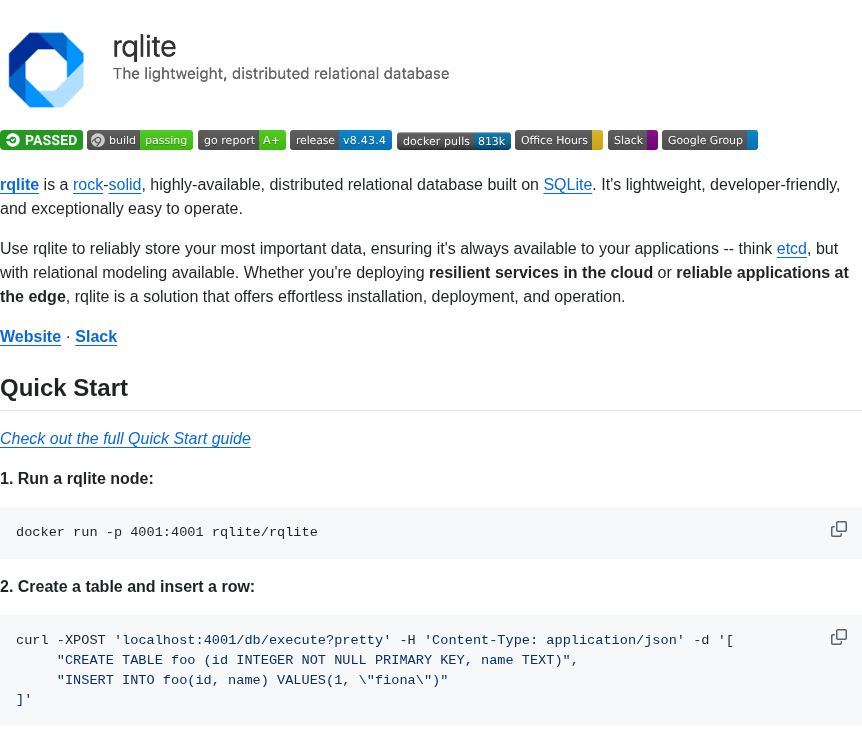 rqlite
The lightweight, distributed relational database
PASSED build passing go report A+ release v8.43.4 docker pulls 813k Office Hours Slack Google Group
rqlite is a rock-solid, highly-available, distributed relational database built on SQLite. It's lightweight, developer-friendly,
and exceptionally easy to operate.
Use rqlite to reliably store your most important data, ensuring it's always available to your applications -- think etcd, but
with relational modeling available. Whether you're deploying resilient services in the cloud or reliable applications at
the edge, rqlite is a solution that offers effortless installation, deployment, and operation.
Website · Slack
Quick Start
Check out the full Quick Start guide
1. Run a rqlite node:
docker run -p 4001:4001 rqlite/rqlite
2. Create a table and insert a row:
curl -XPOST 'localhost:4001/db/execute?pretty' -H 'Content-Type: application/json' -d '[
     "CREATE TABLE foo (id INTEGER NOT NULL PRIMARY KEY, name TEXT)",
     "INSERT INTO foo(id, name) VALUES(1, \"fiona\")"
]'